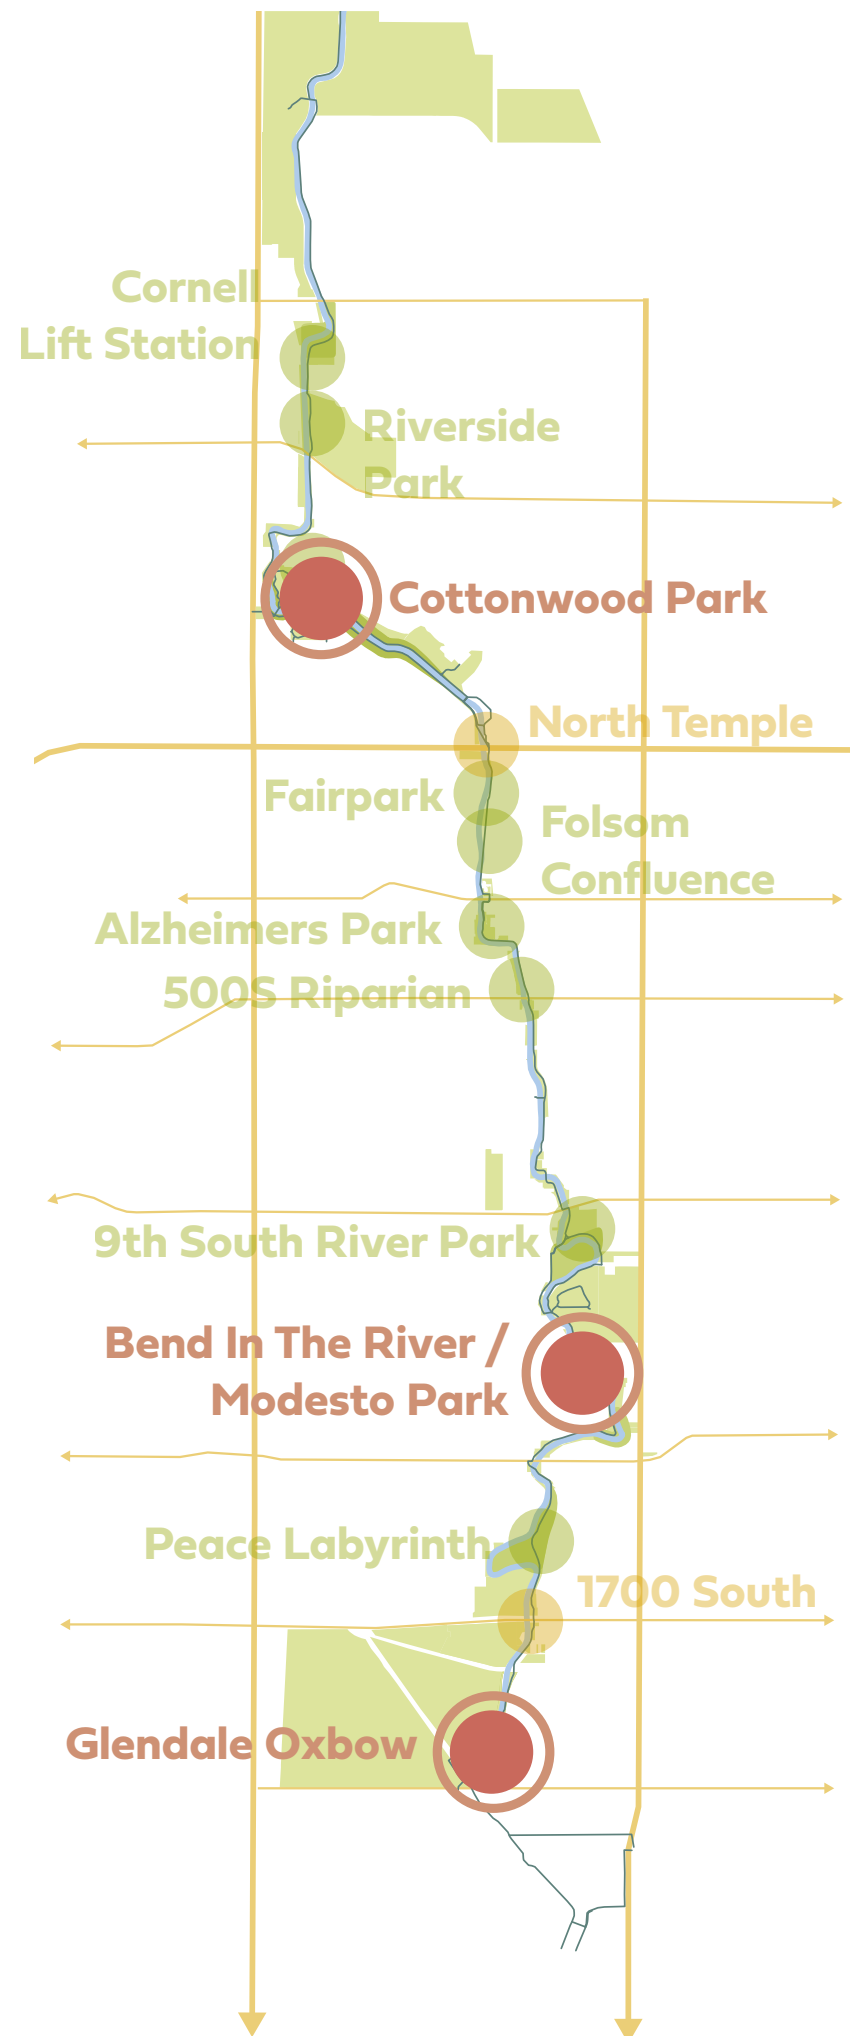 Cornell
Lift Station
Riverside
Park
Cottonwood Park
North Temple
Fairpark
Folsom
Confluence
Alzheimers Park
500S Riparian
9th South River Park
Bend In The River /
Modesto Park
Peace Labyrinth
1700 South
Glendale Oxbow